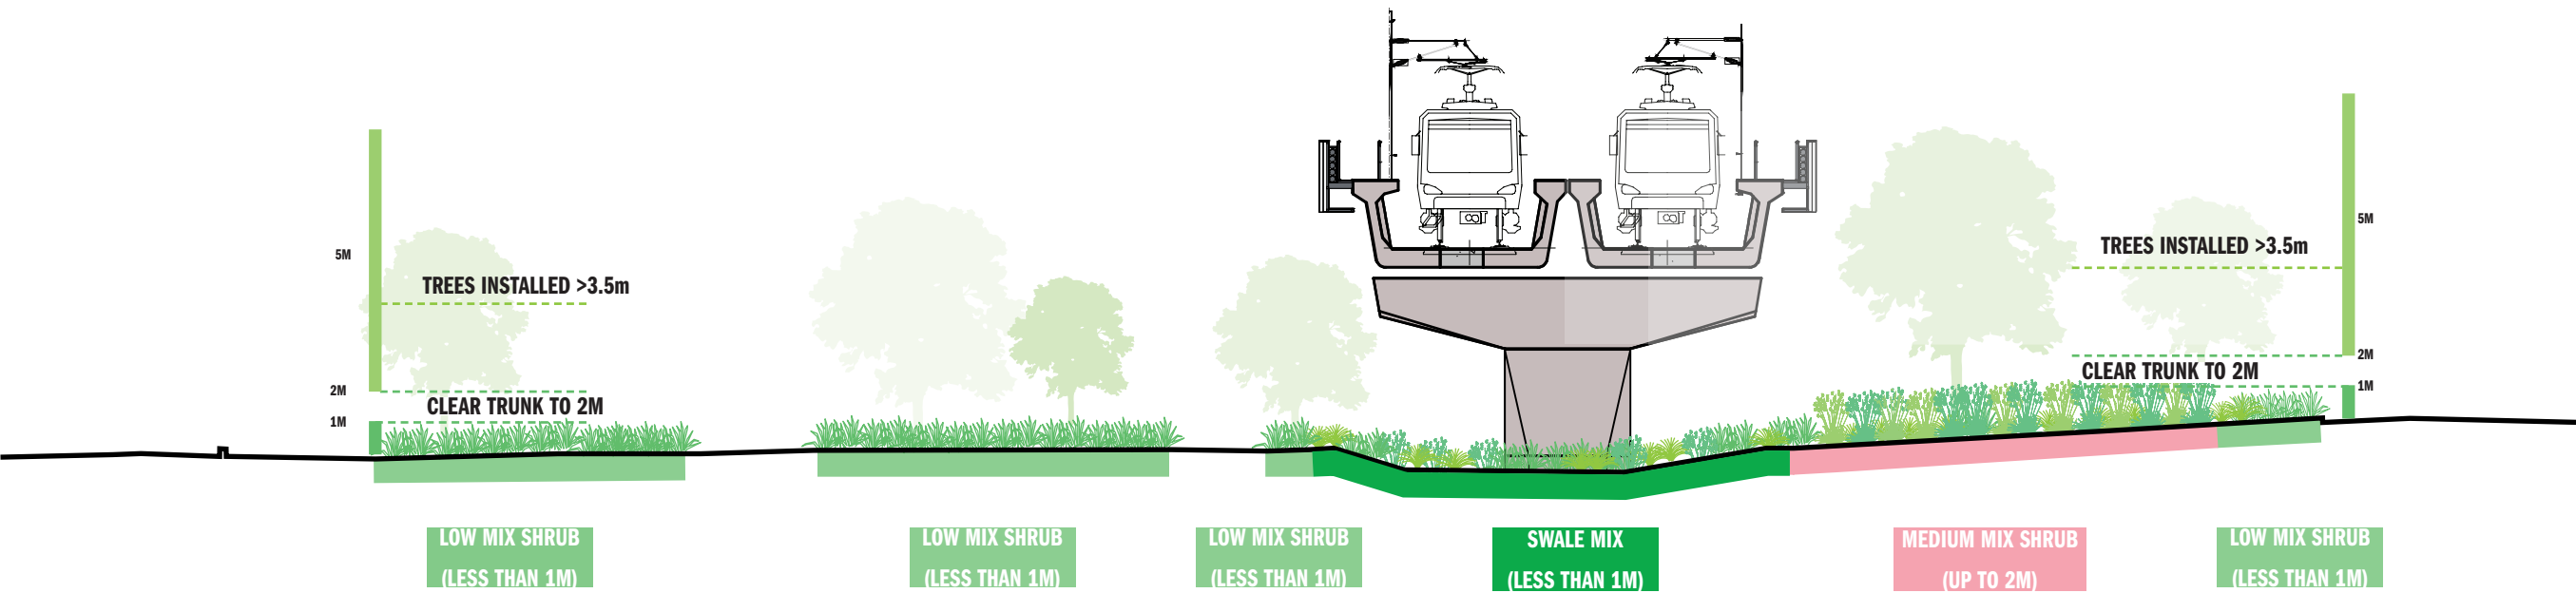 5M
TREES INSTALLED >3.5m
2M
CLEAR TRUNK TO 2M
1M
5M
TREES INSTALLED >3.5m
2M
CLEAR TRUNK TO 2M
1M
LOW MIX SHRUB
(LESS THAN 1M)
LOW MIX SHRUB
(LESS THAN 1M)
LOW MIX SHRUB
(LESS THAN 1M)
SWALE MIX
(LESS THAN 1M)
MEDIUM MIX SHRUB
(UP TO 2M)
LOW MIX SHRUB
(LESS THAN 1M)